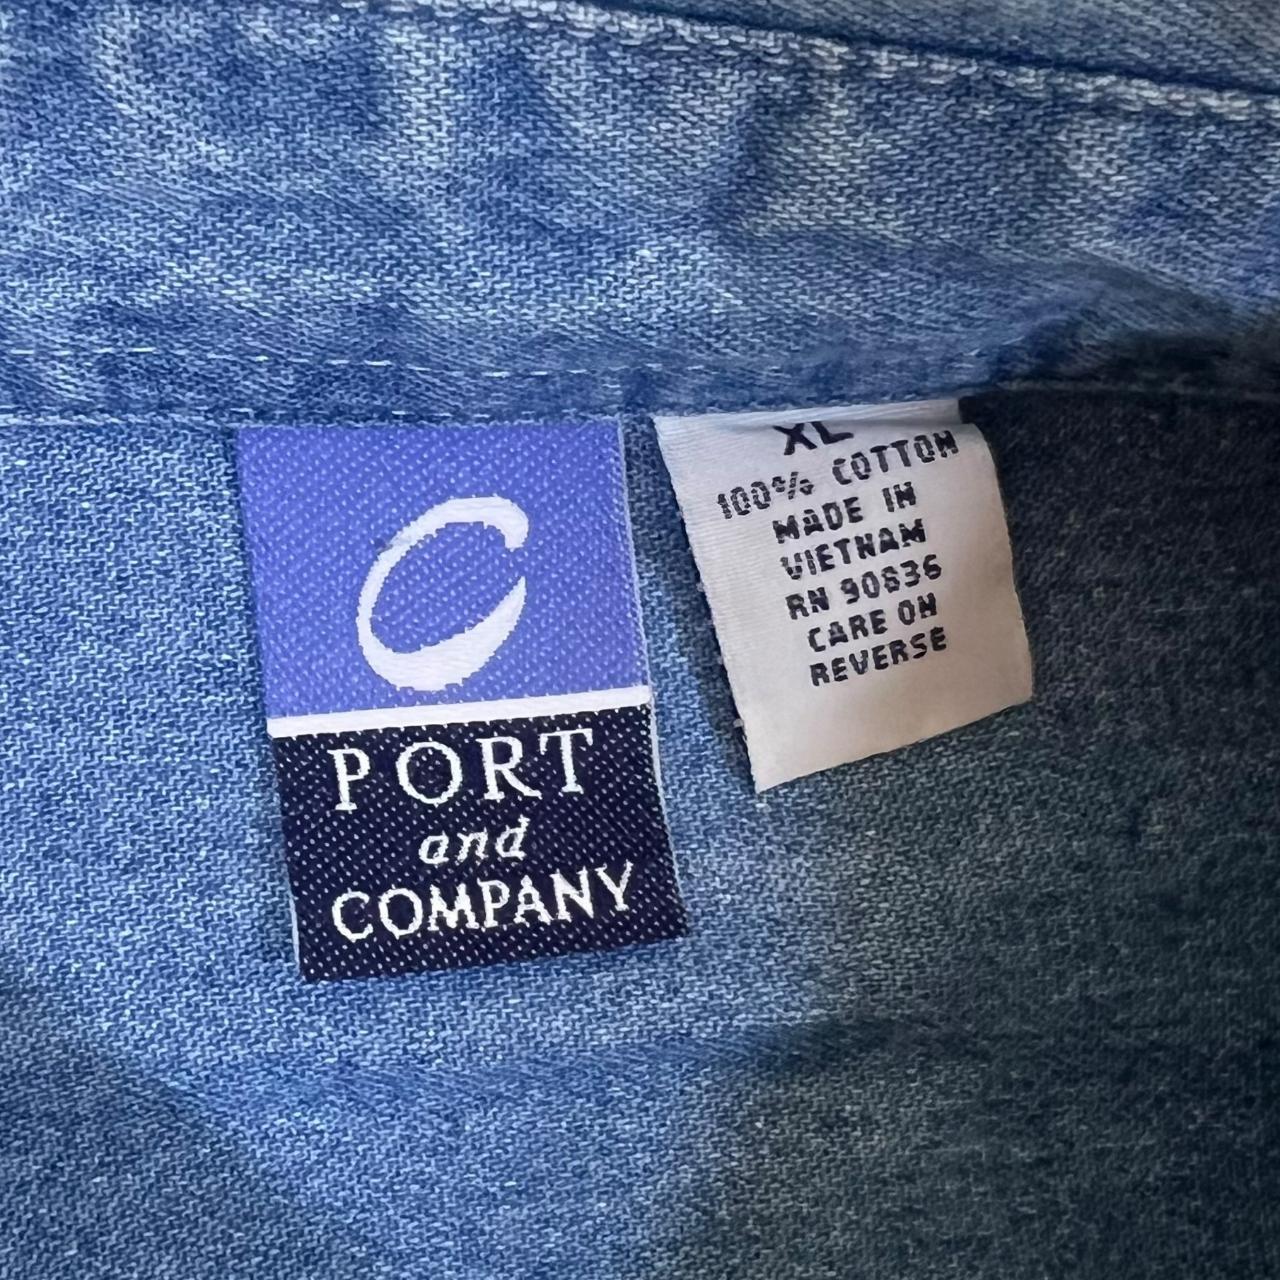 C
PORT
and
COMPANY
XL
100% COTTON
MADE IN
VIETNAM
RN 90836
CARE ON
REVERSE